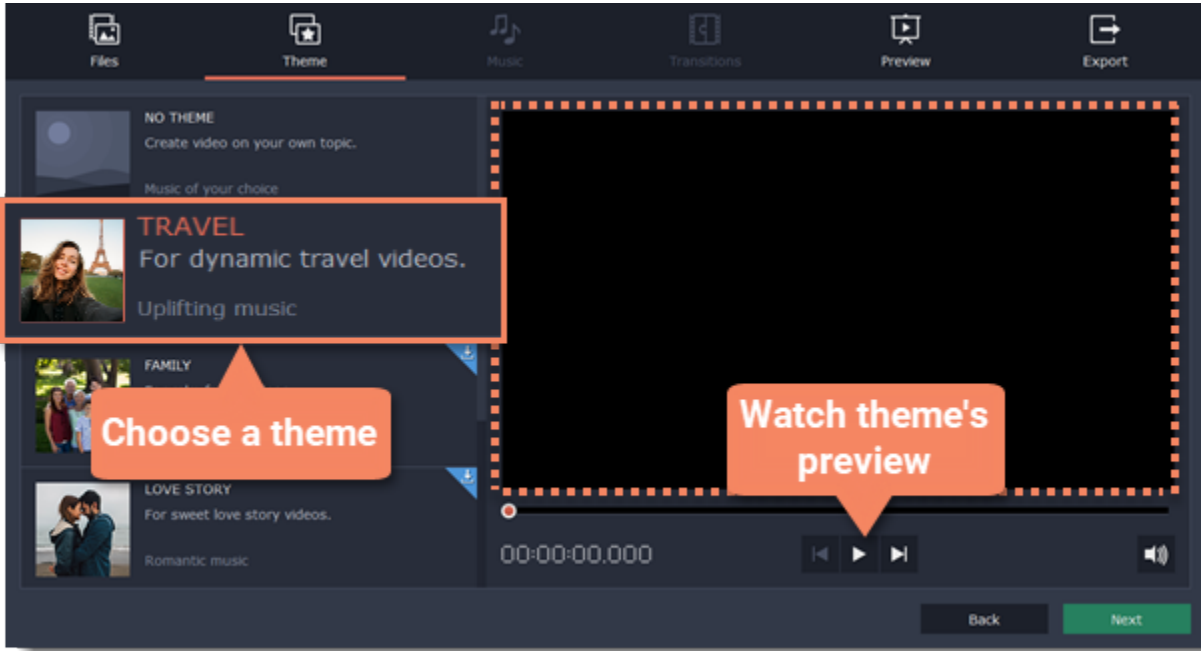 Files
Theme
Music
Transitions
Preview
Export
NO THEME
Create video on your own topic.
Music of your choice
TRAVEL
For dynamic travel videos.
Uplifting music
FAMILY
Choose a theme
LOVE STORY
For sweet love story videos.
Romantic music
Watch theme's
preview
00:00:00.000
Back
Next